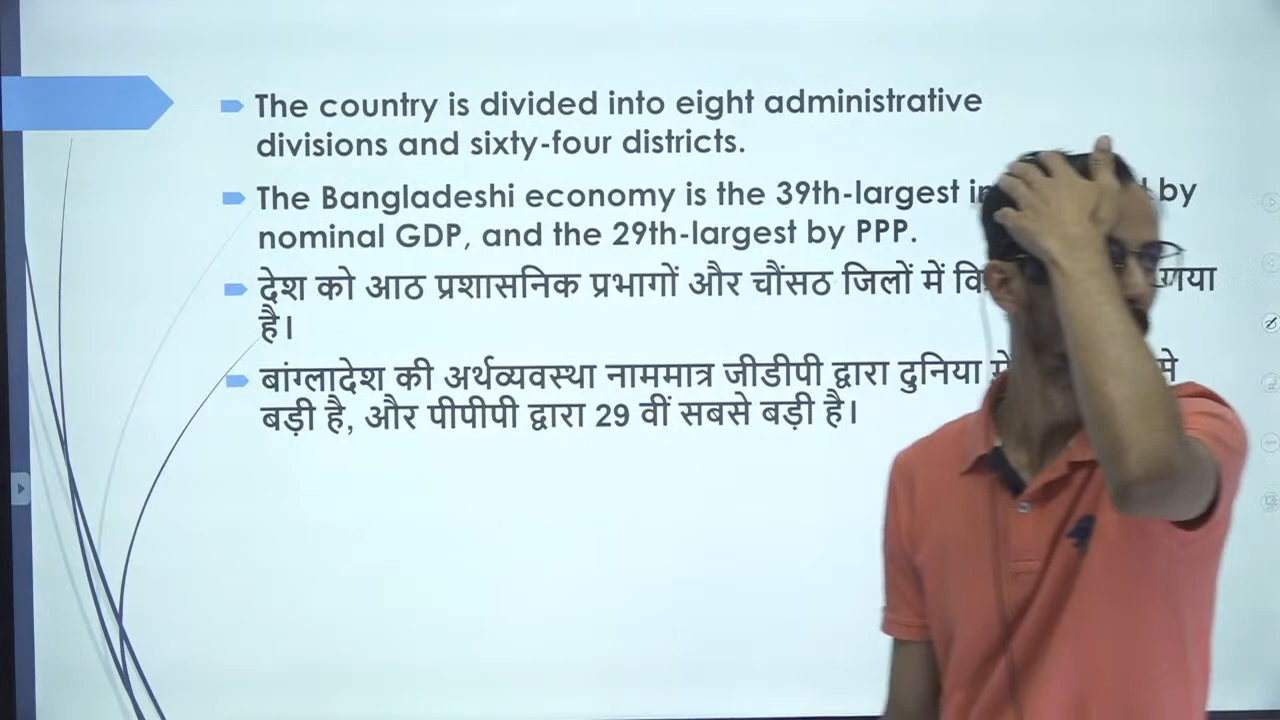 The country is divided into eight administrative
divisions and sixty-four districts.
The Bangladeshi economy is the 39th-largest by
nominal GDP, and the 29th-largest by PPP.
देश को आठ प्रशासनिक प्रभागों और चौंसठ जिलों में गया
है।
बांग्लादेश की अर्थव्यवस्था नाममात्र जीडीपी द्वारा दुनिया
बड़ी है, और पीपीपी द्वारा 29 वीं सबसे बड़ी है।